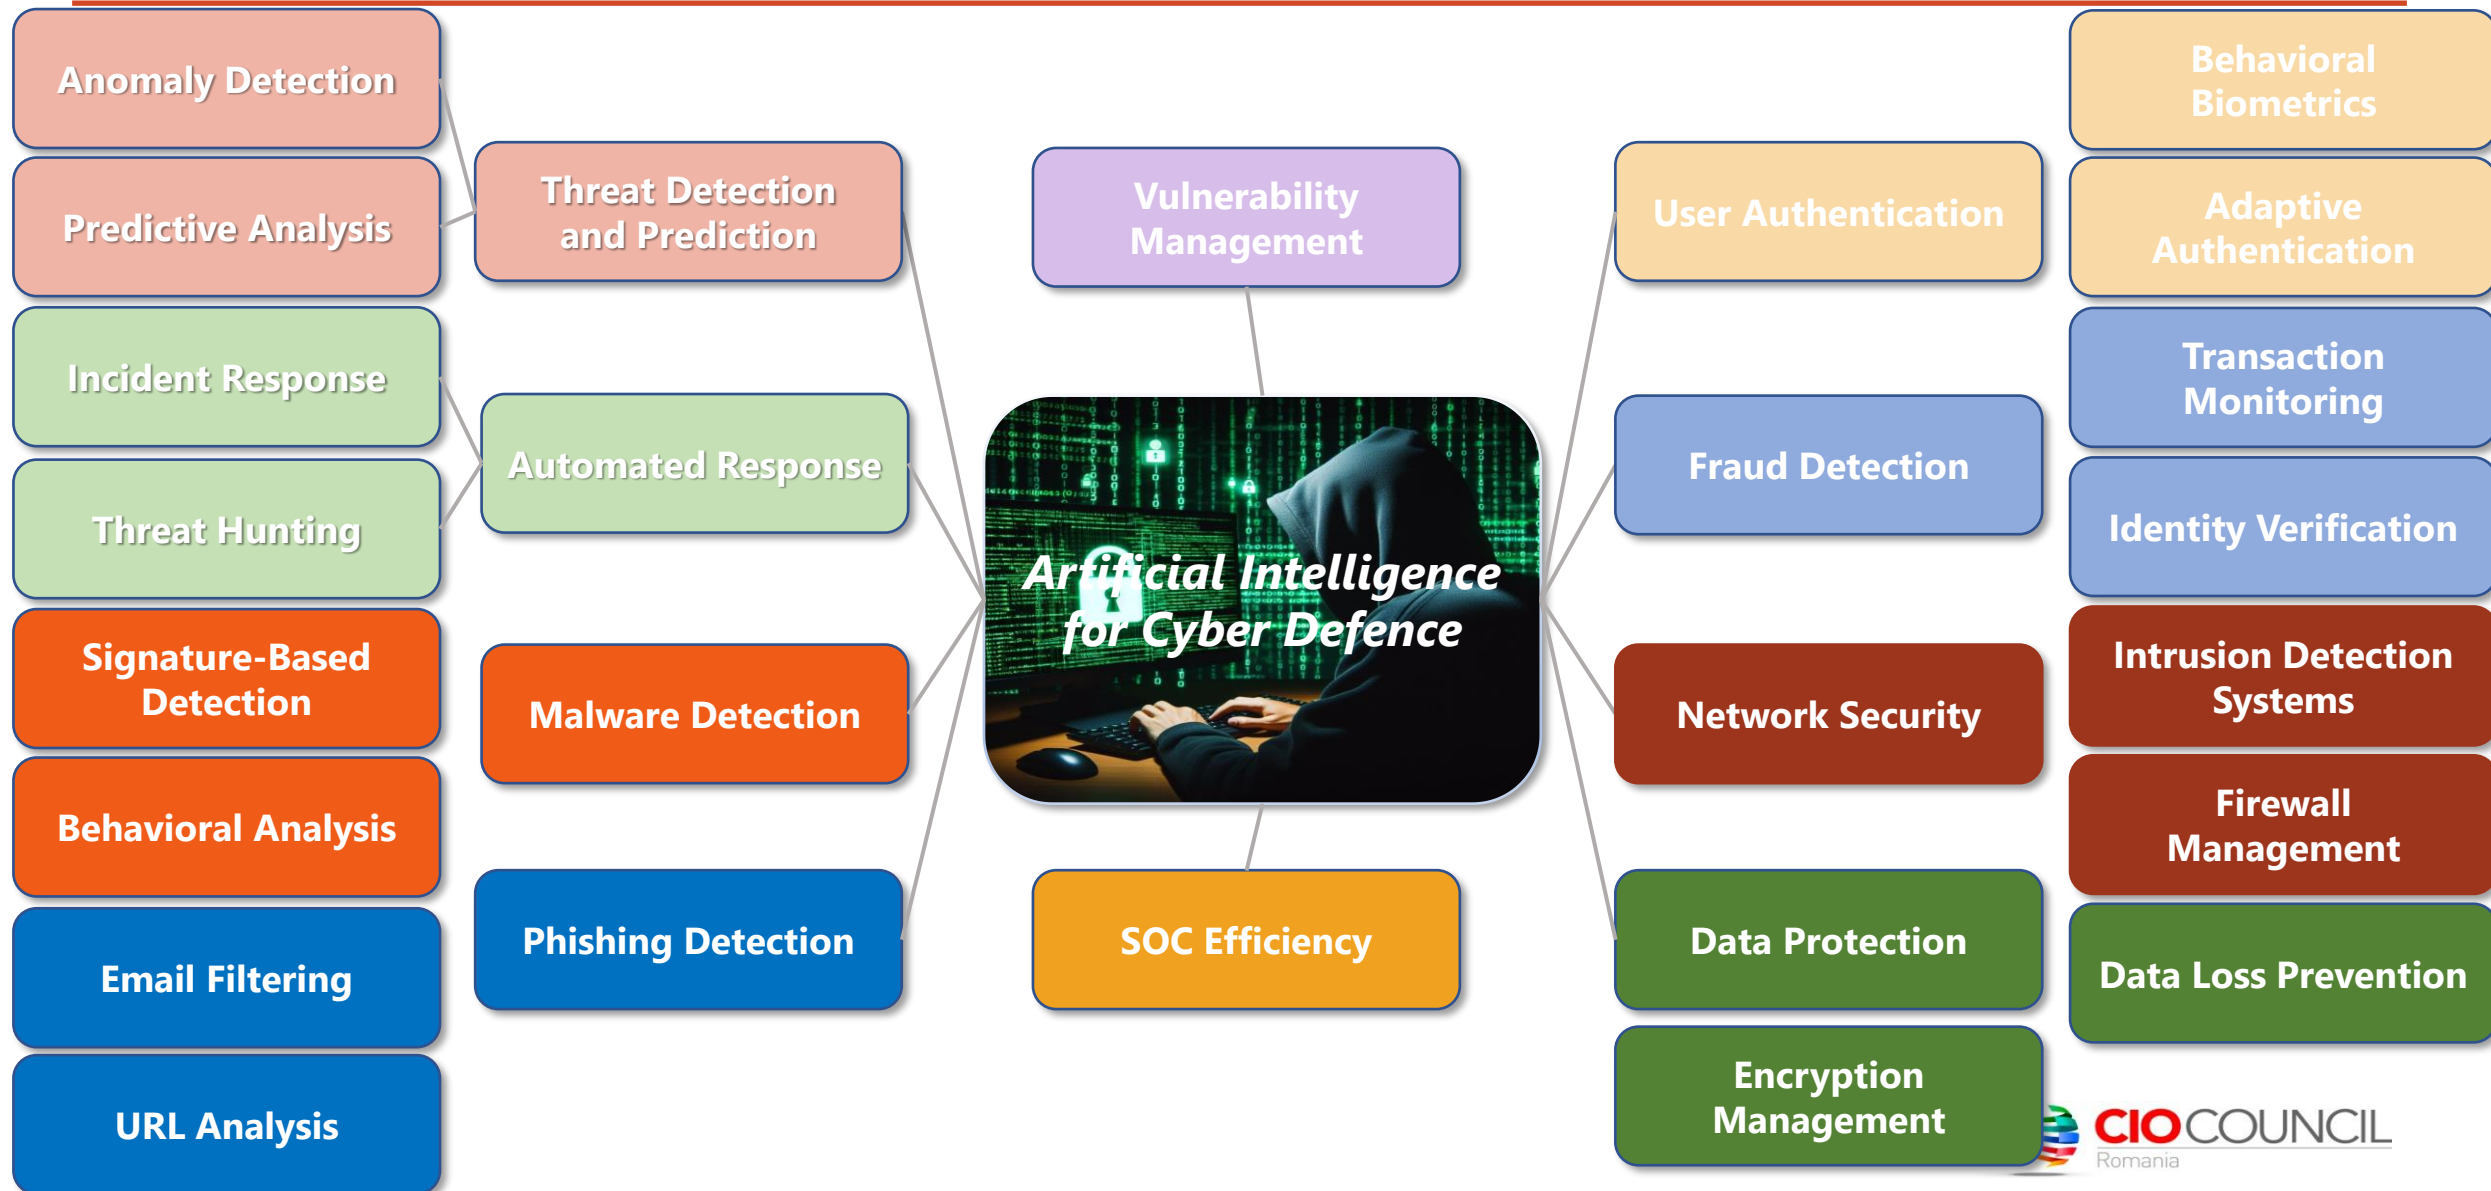 Anomaly Detection
Predictive Analysis
Threat Detection
and Prediction
Incident Response
Threat Hunting
Automated Response
Signature-Based
Detection
Behavioral Analysis
Malware Detection
Email Filtering
URL Analysis
Phishing Detection
Vulnerability
Management
Artificial Intelligence
for Cyber Defence
SOC Efficiency
User Authentication
Behavioral
Biometrics
Adaptive
Authentication
Fraud Detection
Transaction
Monitoring
Identity Verification
Network Security
Intrusion Detection
Systems
Firewall
Management
Data Protection
Data Loss Prevention
Encryption
Management
CIO COUNCIL
Romania